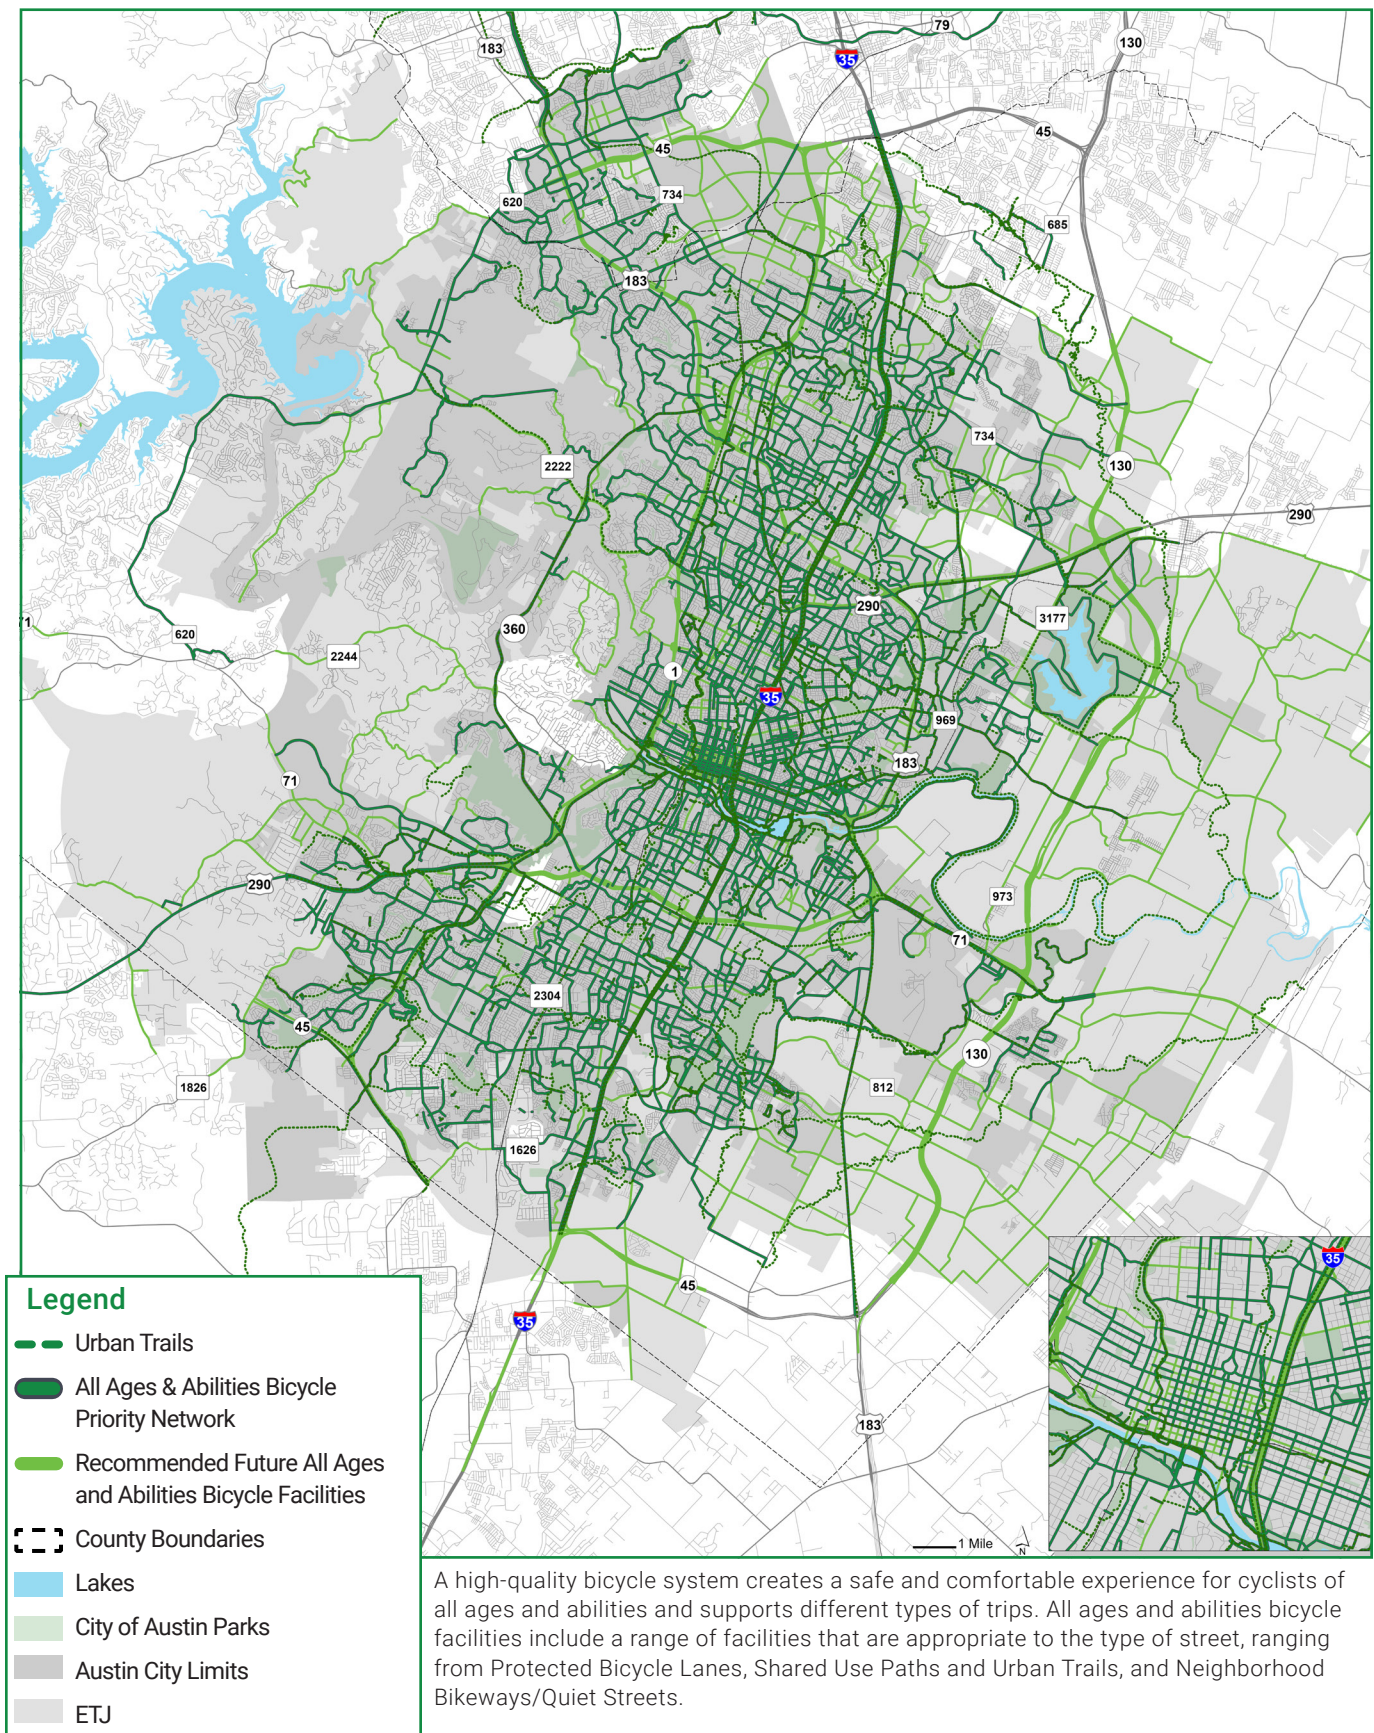 183
79
35
130
45
45
734
620
685
183
734
2222
130
290
290
3177
71
620
360
2244
1
35
969
183
71
290
973
71
2304
45
130
1826
812
1626
45
35
35
183
1 Mile
N
Legend
Urban Trails
All Ages & Abilities Bicycle
Priority Network
Recommended Future All Ages
and Abilities Bicycle Facilities
County Boundaries
Lakes
City of Austin Parks
Austin City Limits
ETJ
A high-quality bicycle system creates a safe and comfortable experience for cyclists of
all ages and abilities and supports different types of trips. All ages and abilities bicycle
facilities include a range of facilities that are appropriate to the type of street, ranging
from Protected Bicycle Lanes, Shared Use Paths and Urban Trails, and Neighborhood
Bikeways/Quiet Streets.